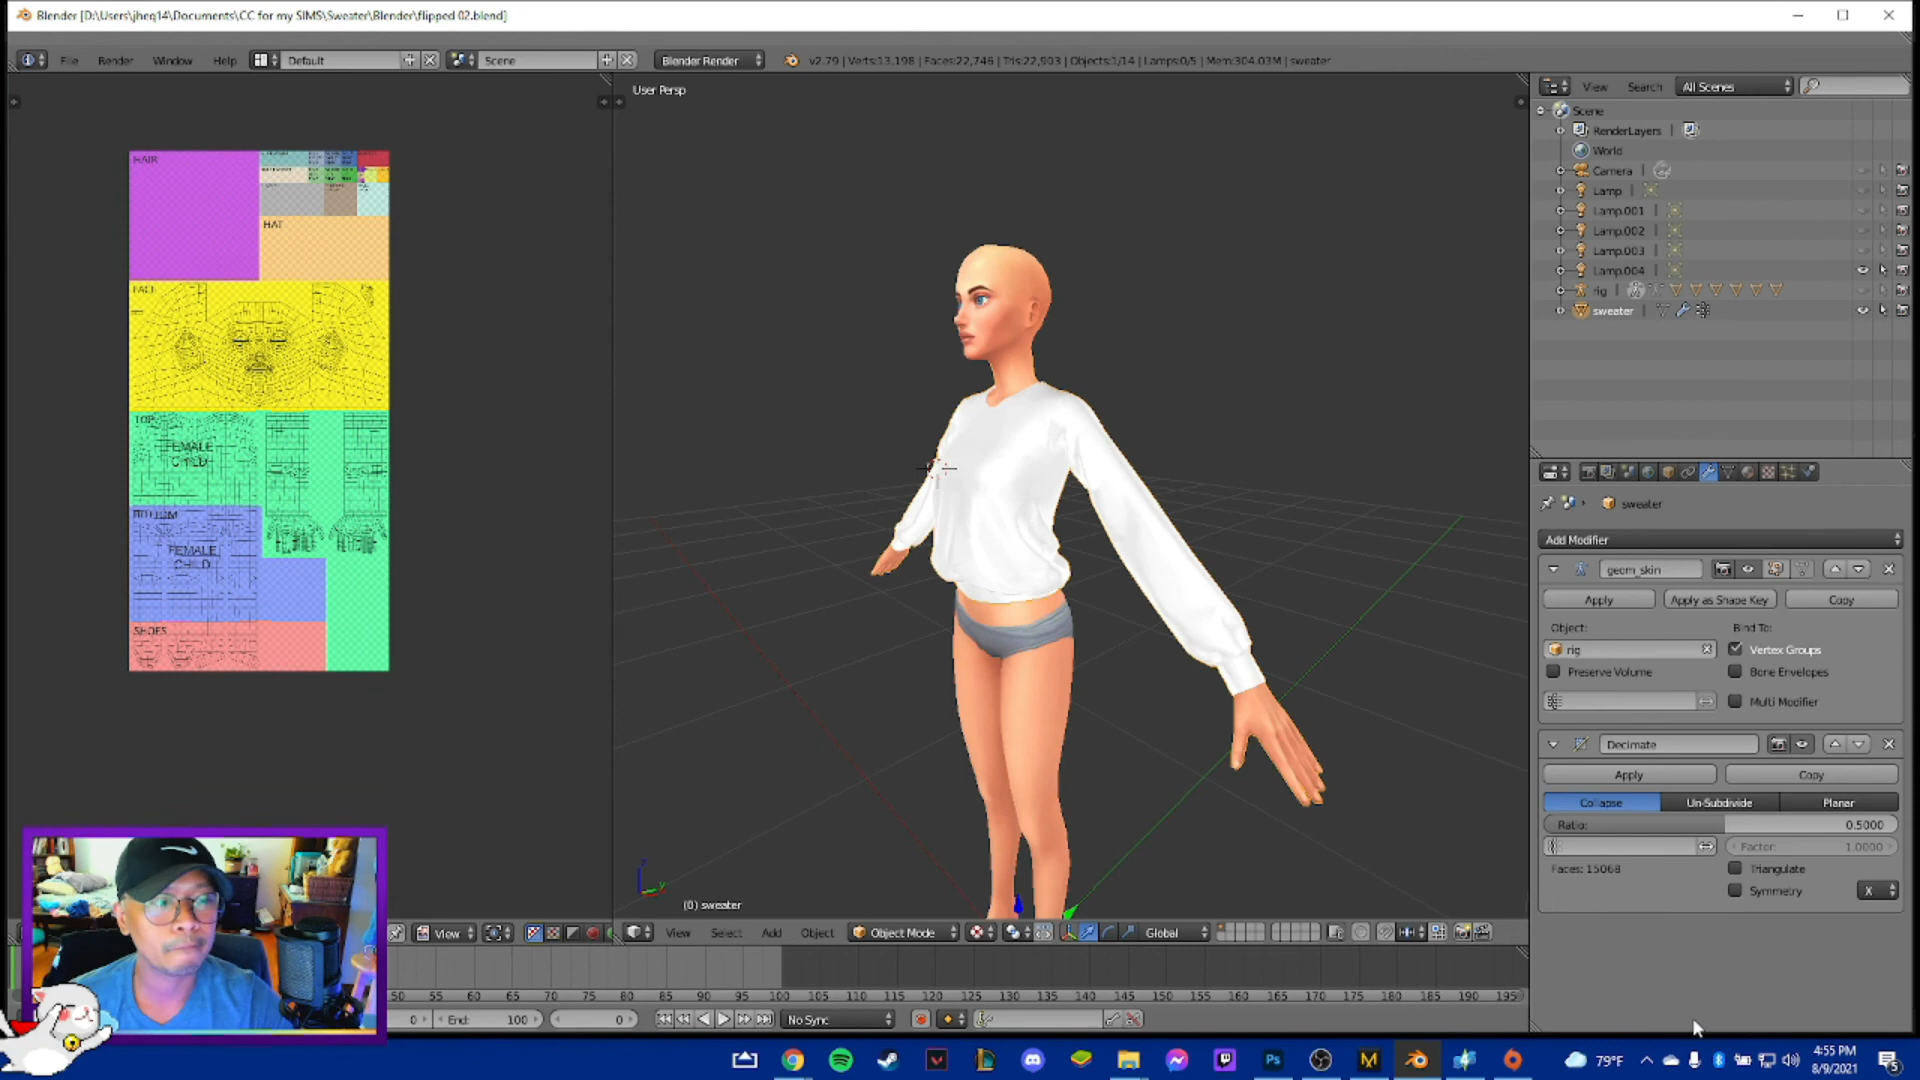 Blender [D:\Users\jheq14\Documents\CC for my SIMS\Sweater\Blender\flipped 02.blend]
File Render Window Help Default Scene Blender Render v2.79 | Verts:13,198 | Faces:22,746 | Tris:22,903 | Objects:1/14 | Lamps:0/5 | Mem:304.03M | sweater
User Persp
View Search All Scenes
Scene
RenderLayers
World
Camera
Lamp
Lamp.001
Lamp.002
Lamp.003
Lamp.004
rig
sweater
HAIR
HAT
FACE
TOP
FEMALE
CHILD
BOTTOM
FEMALE
CHILD
SHOES
sweater
Add Modifier
geom_skin
Apply Apply as Shape Key Copy
Object: Bind To:
rig Vertex Groups
Preserve Volume Bone Envelopes
Multi Modifier
Decimate
Apply Copy
Collapse Un-Subdivide Planar
Ratio: 0.5000
Factor: 1.0000
Faces: 15068 Triangulate
Symmetry X
(0) sweater
View View Select Add Object Object Mode Global
50 55 60 65 70 75 80 85 90 95 100 105 110 115 120 125 130 135 140 145 150 155 160 165 170 175 180 185 190 195
0 End: 100 0 No Sync
79°F 4:55 PM
8/9/2021
5